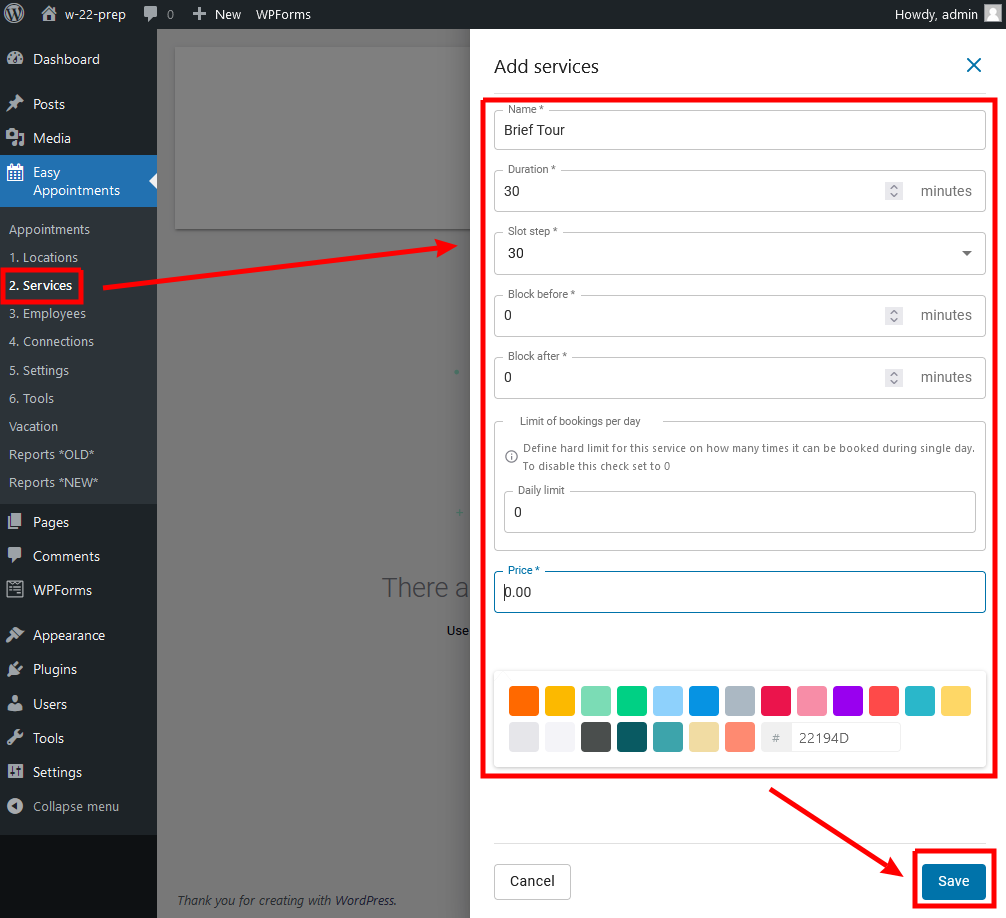 w-22-prep 0 New WPForms Howdy, admin
Dashboard
Posts
Media
Easy
Appointments
Appointments
1. Locations
2. Services
3. Employees
4. Connections
5. Settings
6. Tools
Vacation
Reports *OLD*
Reports *NEW*
Pages
Comments
WPForms
Appearance
Plugins
Users
Tools
Settings
Collapse menu
There a
Use
Thank you for creating with WordPress.
Add services
Name *
Brief Tour
Duration *
30 minutes
Slot step *
30
Block before *
0 minutes
Block after *
0 minutes
Limit of bookings per day
Define hard limit for this service on how many times it can be booked during single day.
To disable this check set to 0
Daily limit
0
Price *
0.00
# 22194D
Cancel Save